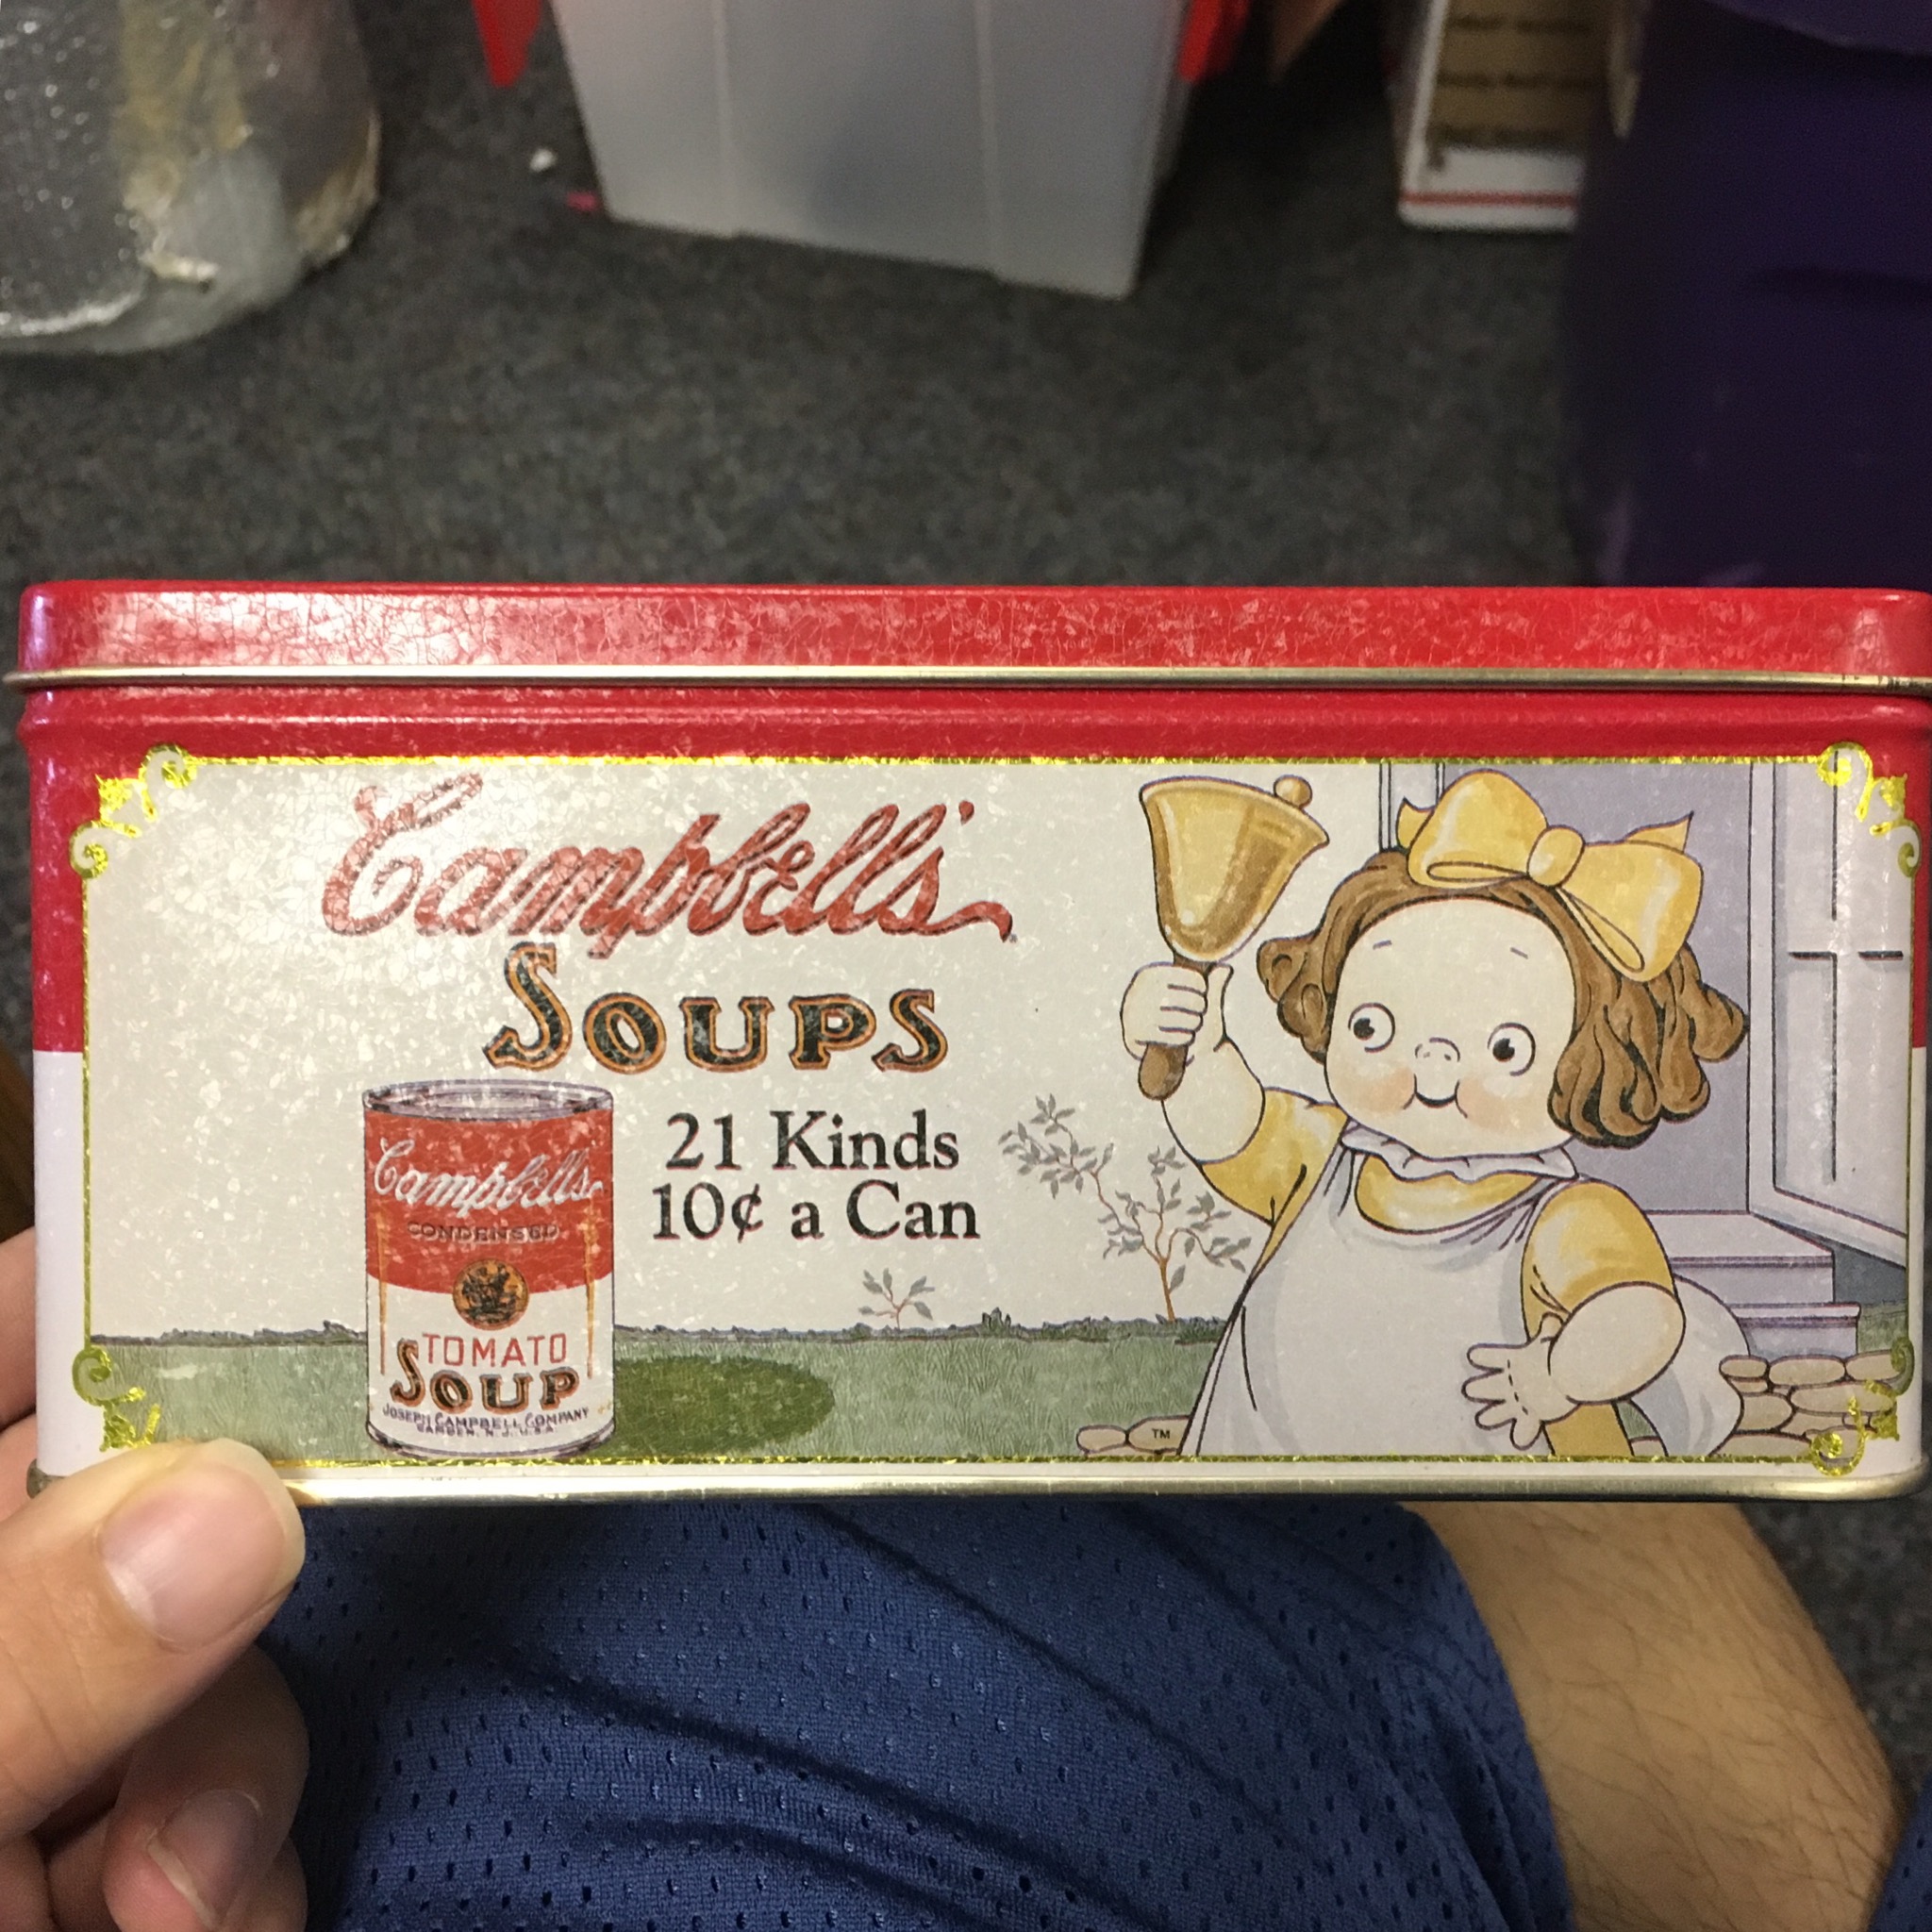 Campbell's
SOUPS
21 Kinds
10¢ a Can
Campbell's
CONDENSED
TOMATO
SOUP
JOSEPH CAMPBELL COMPANY
CAMDEN, N.J., U.S.A.
TM